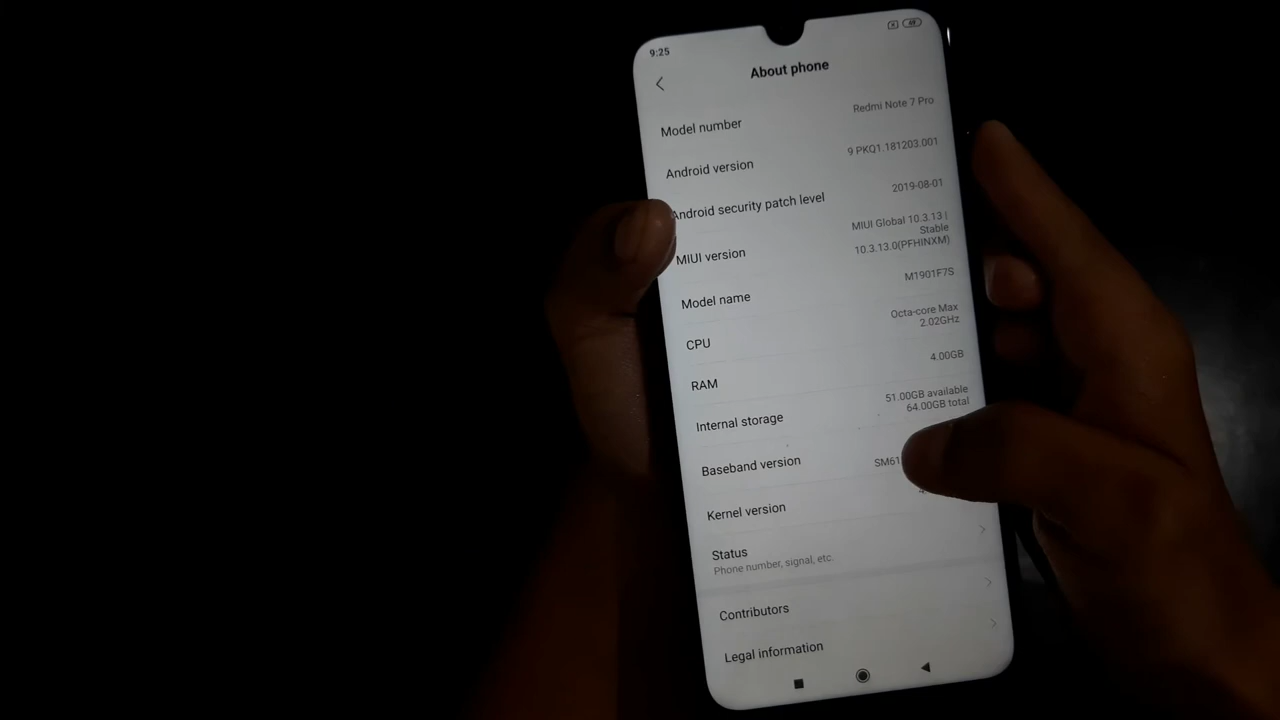 9:25
49
About phone
Model number
Redmi Note 7 Pro
Android version
9 PKQ1.181203.001
Android security patch level
2019-08-01
MIUI version
MIUI Global 10.3.13 |
Stable
10.3.13.0(PFHINXM)
Model name
M1901F7S
CPU
Octa-core Max
2.02GHz
RAM
4.00GB
Internal storage
51.00GB available
64.00GB total
Baseband version
Kernel version
Status
Phone number, signal, etc.
Contributors
Legal information